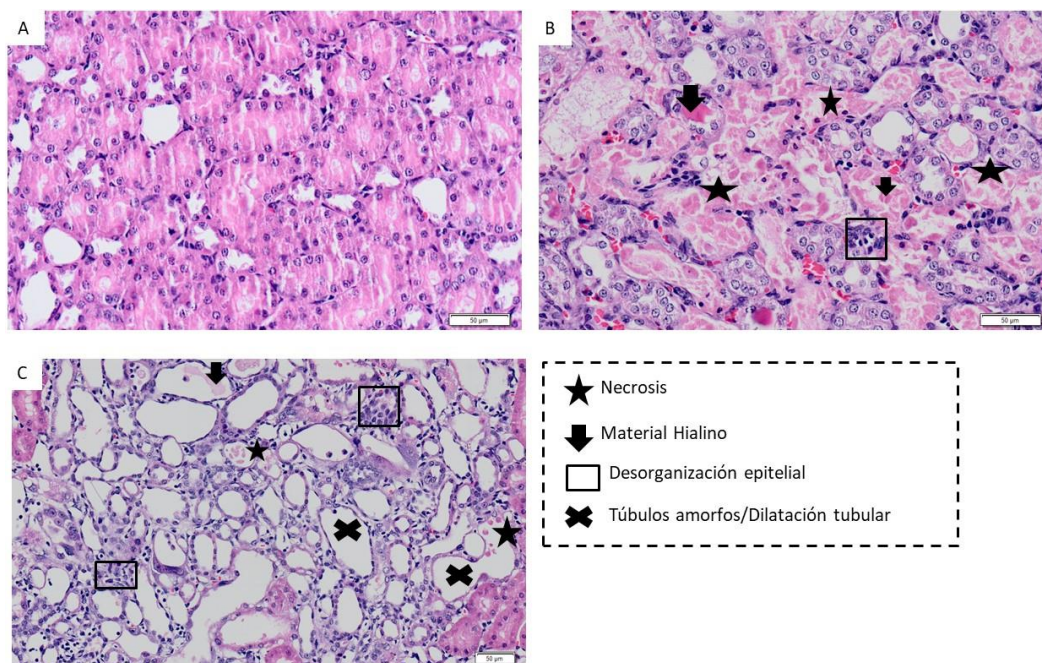 A
50 µm
B
50 µm
C
50 µm
Necrosis
Material Hialino
Desorganización epitelial
Túbulos amorfos/Dilatación tubular